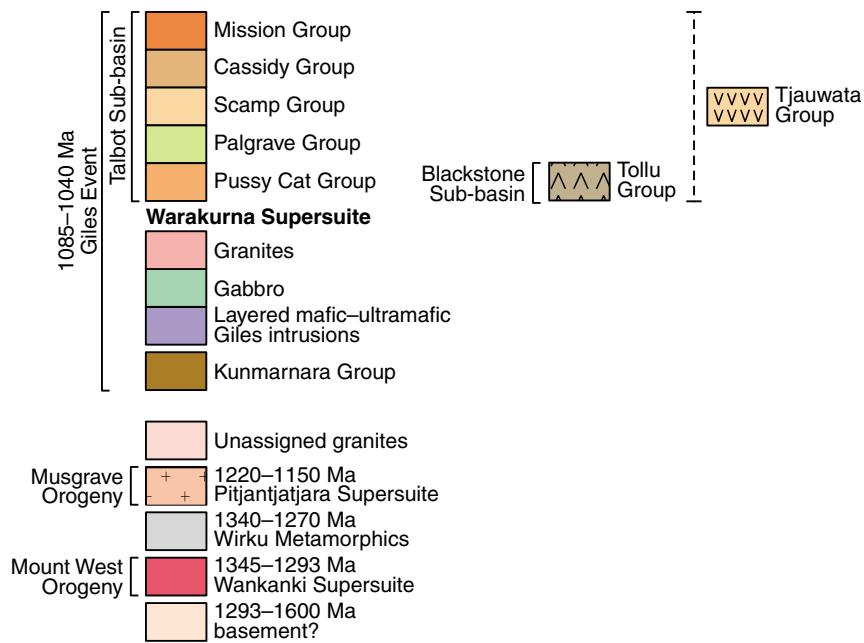 1085–1040 Ma
Giles Event
Talbot Sub-basin
Mission Group
Cassidy Group
Scamp Group
Palgrave Group
Pussy Cat Group
Blackstone
Sub-basin
Tollu
Group
Tjauwata
Group
Warakurna Supersuite
Granites
Gabbro
Layered mafic–ultramafic
Giles intrusions
Kunmarnara Group
Unassigned granites
Musgrave
Orogeny
1220–1150 Ma
Pitjantjatjara Supersuite
1340–1270 Ma
Wirku Metamorphics
Mount West
Orogeny
1345–1293 Ma
Wankanki Supersuite
1293–1600 Ma
basement?